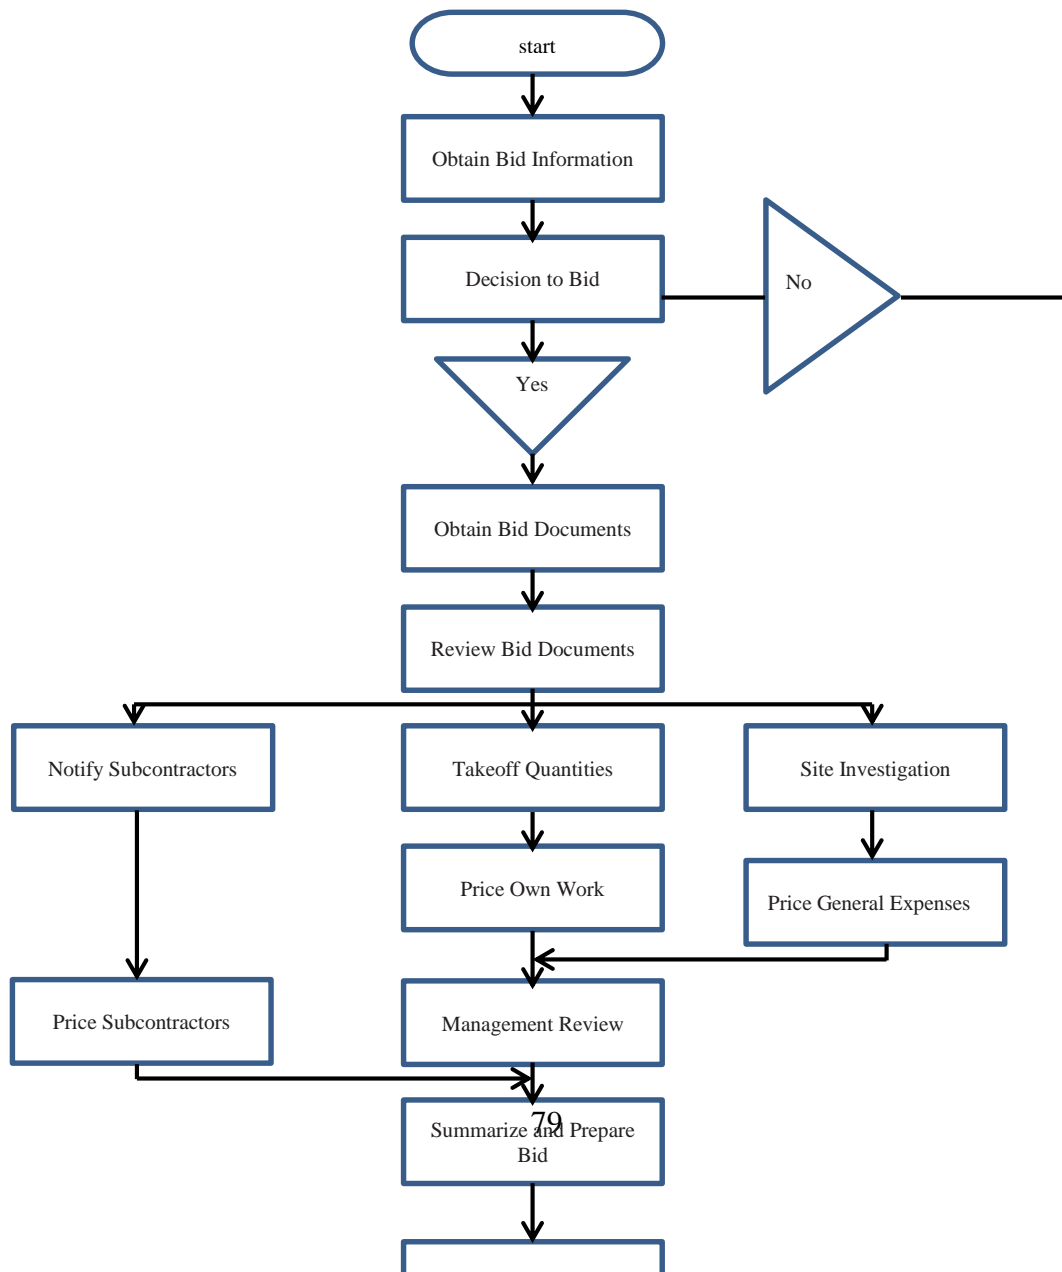 start
Obtain Bid Information
Decision to Bid
No
Yes
Obtain Bid Documents
Review Bid Documents
Notify Subcontractors
Takeoff Quantities
Site Investigation
Price Own Work
Price General Expenses
Price Subcontractors
Management Review
79
Summarize and Prepare
Bid